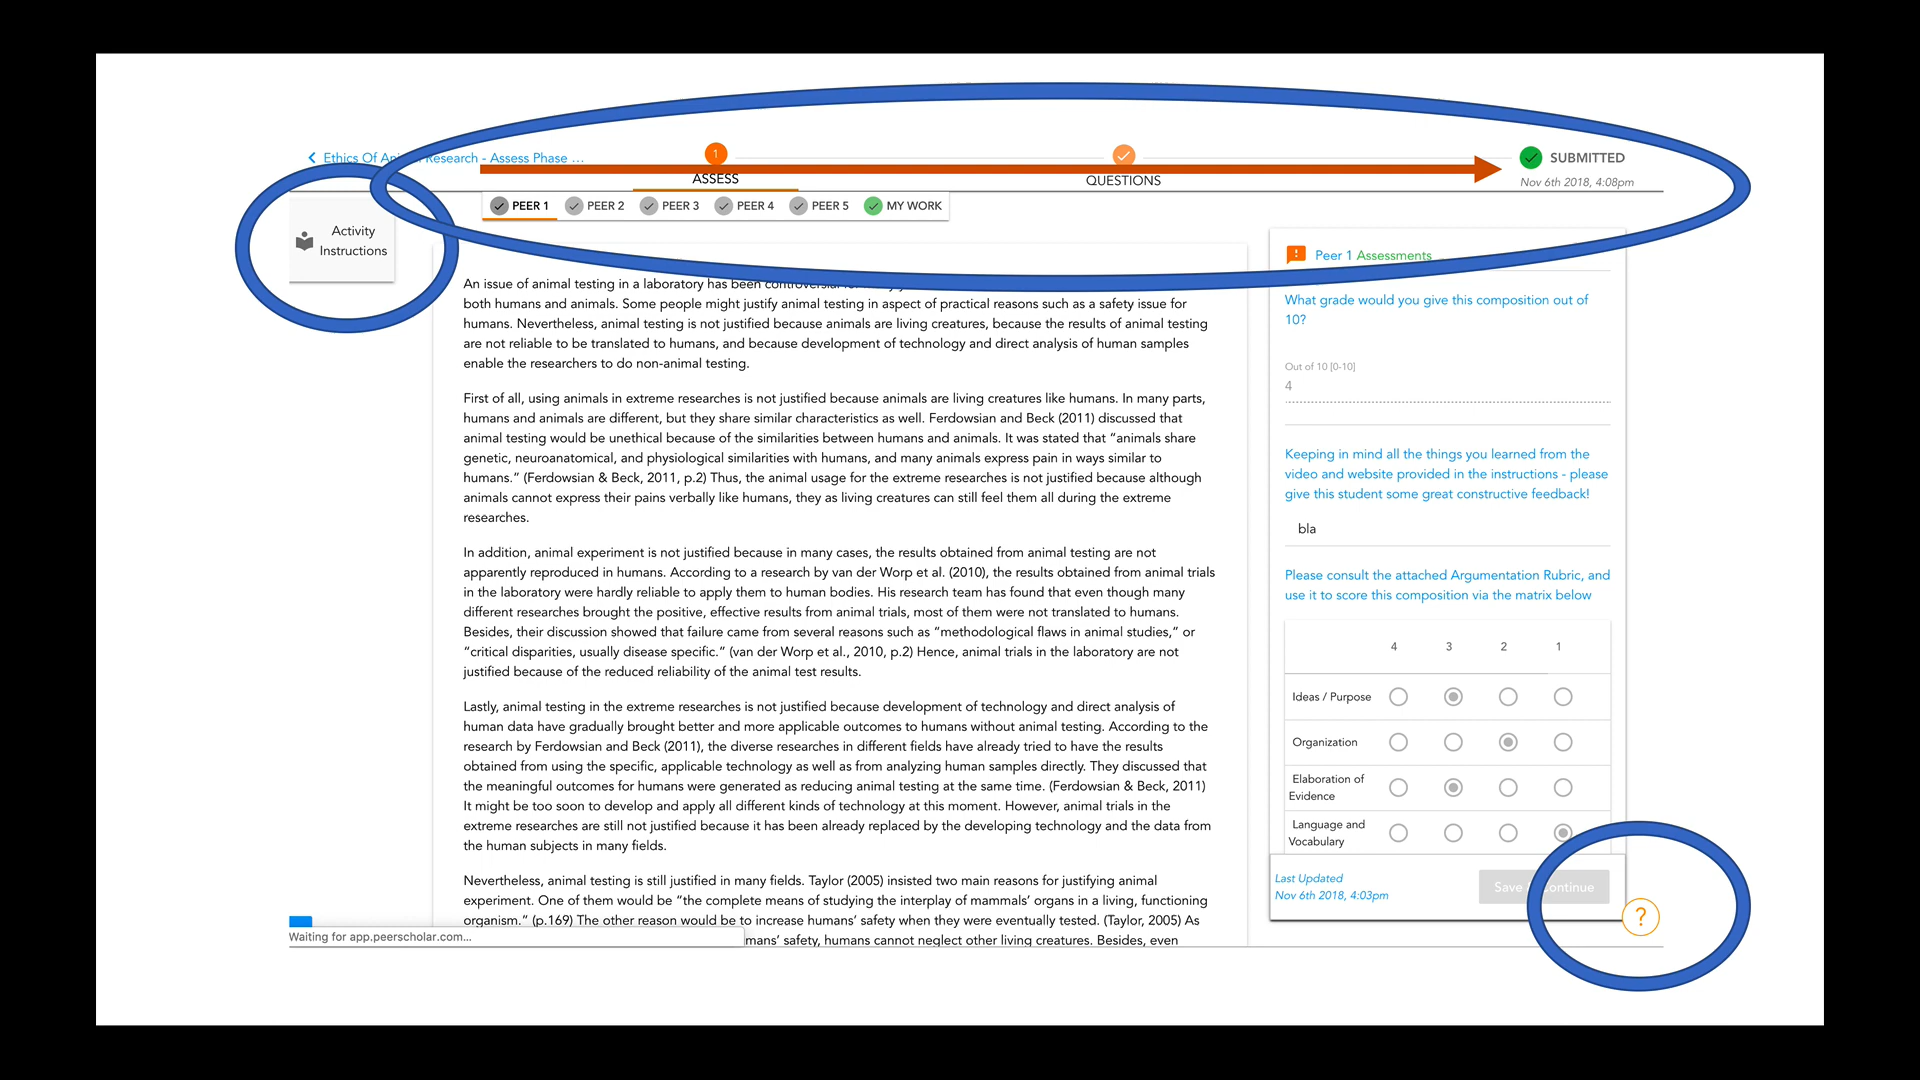 Ethics Of Research - Assess Phase ...
1
ASSESS
QUESTIONS
SUBMITTED
Nov 6th 2018, 4:08pm
PEER 1 PEER 2 PEER 3 PEER 4 PEER 5 MY WORK
Activity
Instructions
An issue of animal testing in a laboratory has been
both humans and animals. Some people might justify animal testing in aspect of practical reasons such as a safety issue for
humans. Nevertheless, animal testing is not justified because animals are living creatures, because the results of animal testing
are not reliable to be translated to humans, and because development of technology and direct analysis of human samples
enable the researchers to do non-animal testing.
First of all, using animals in extreme researches is not justified because animals are living creatures like humans. In many parts,
humans and animals are different, but they share similar characteristics as well. Ferdowsian and Beck (2011) discussed that
animal testing would be unethical because of the similarities between humans and animals. It was stated that “animals share
genetic, neuroanatomical, and physiological similarities with humans, and many animals express pain in ways similar to
humans.” (Ferdowsian & Beck, 2011, p.2) Thus, the animal usage for the extreme researches is not justified because although
animals cannot express their pains verbally like humans, they as living creatures can still feel them all during the extreme
researches.
In addition, animal experiment is not justified because in many cases, the results obtained from animal testing are not
apparently reproduced in humans. According to a research by van der Worp et al. (2010), the results obtained from animal trials
in the laboratory were hardly reliable to apply them to human bodies. His research team has found that even though many
different researches brought the positive, effective results from animal trials, most of them were not translated to humans.
Besides, their discussion showed that failure came from several reasons such as “methodological flaws in animal studies,” or
“critical disparities, usually disease specific.” (van der Worp et al., 2010, p.2) Hence, animal trials in the laboratory are not
justified because of the reduced reliability of the animal test results.
Lastly, animal testing in the extreme researches is not justified because development of technology and direct analysis of
human data have gradually brought better and more applicable outcomes to humans without animal testing. According to the
research by Ferdowsian and Beck (2011), the diverse researches in different fields have already tried to have the results
obtained from using the specific, applicable technology as well as from analyzing human samples directly. They discussed that
the meaningful outcomes for humans were generated as reducing animal testing at the same time. (Ferdowsian & Beck, 2011)
It might be too soon to develop and apply all different kinds of technology at this moment. However, animal trials in the
extreme researches are still not justified because it has been already replaced by the developing technology and the data from
the human subjects in many fields.
Nevertheless, animal testing is still justified in many fields. Taylor (2005) insisted two main reasons for justifying animal
experiment. One of them would be “the complete means of studying the interplay of mammals’ organs in a living, functioning
organism.” (p.169) The other reason would be to increase humans’ safety when they were eventually tested. (Taylor, 2005) As
mans’ safety, humans cannot neglect other living creatures. Besides, even
Waiting for app.peerscholar.com...
Peer 1 Assessments
What grade would you give this composition out of
10?
Out of 10 [0-10]
4
Keeping in mind all the things you learned from the
video and website provided in the instructions - please
give this student some great constructive feedback!
bla
Please consult the attached Argumentation Rubric, and
use it to score this composition via the matrix below
4 3 2 1
Ideas / Purpose
Organization
Elaboration of
Evidence
Language and
Vocabulary
Last Updated
Nov 6th 2018, 4:03pm
Save Continue
?